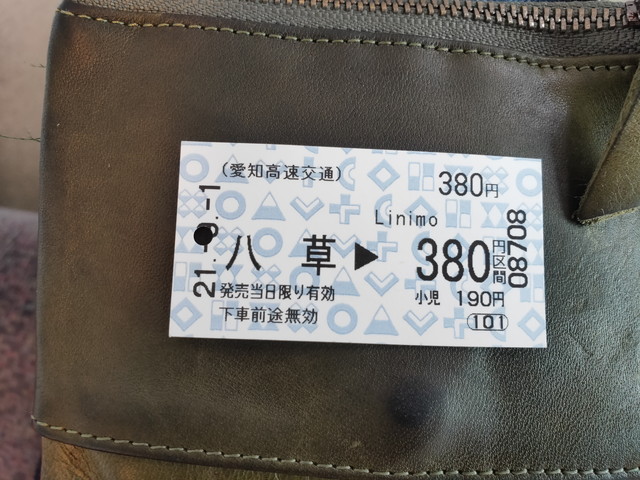 (愛知高速交通)
380円
Linimo
八草▶380円区間
発売当日限り有効
小児 190円
下車前途無効
101
08708